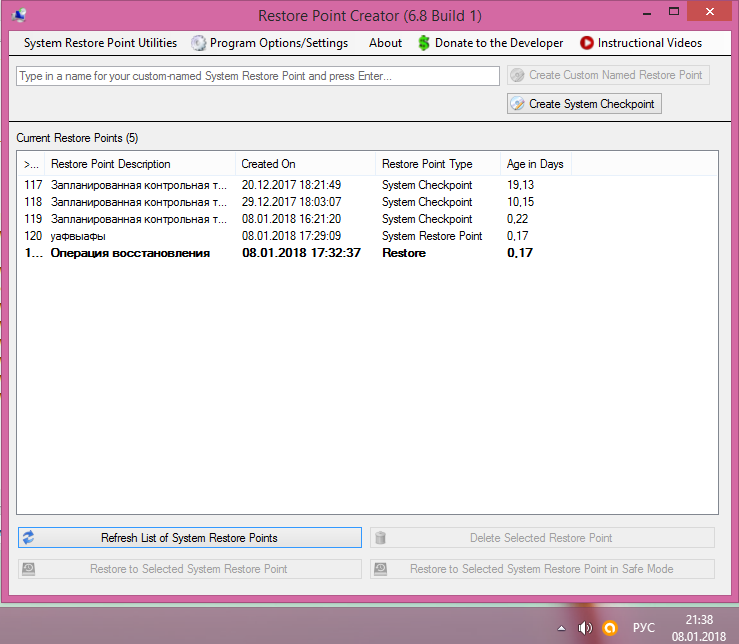 Restore Point Creator (6.8 Build 1)
System Restore Point Utilities Program Options/Settings About Donate to the Developer Instructional Videos
Type in a name for your custom-named System Restore Point and press Enter... Create Custom Named Restore Point
Create System Checkpoint
Current Restore Points (5)
>... Restore Point Description Created On Restore Point Type Age in Days
117 Запланированная контрольная т... 20.12.2017 18:21:49 System Checkpoint 19,13
118 Запланированная контрольная т... 29.12.2017 18:03:07 System Checkpoint 10,15
119 Запланированная контрольная т... 08.01.2018 16:21:20 System Checkpoint 0,22
120 уафвыафы 08.01.2018 17:29:09 System Restore Point 0,17
1... Операция восстановления 08.01.2018 17:32:37 Restore 0,17
Refresh List of System Restore Points Delete Selected Restore Point
Restore to Selected System Restore Point Restore to Selected System Restore Point in Safe Mode
РУС 21:38
08.01.2018